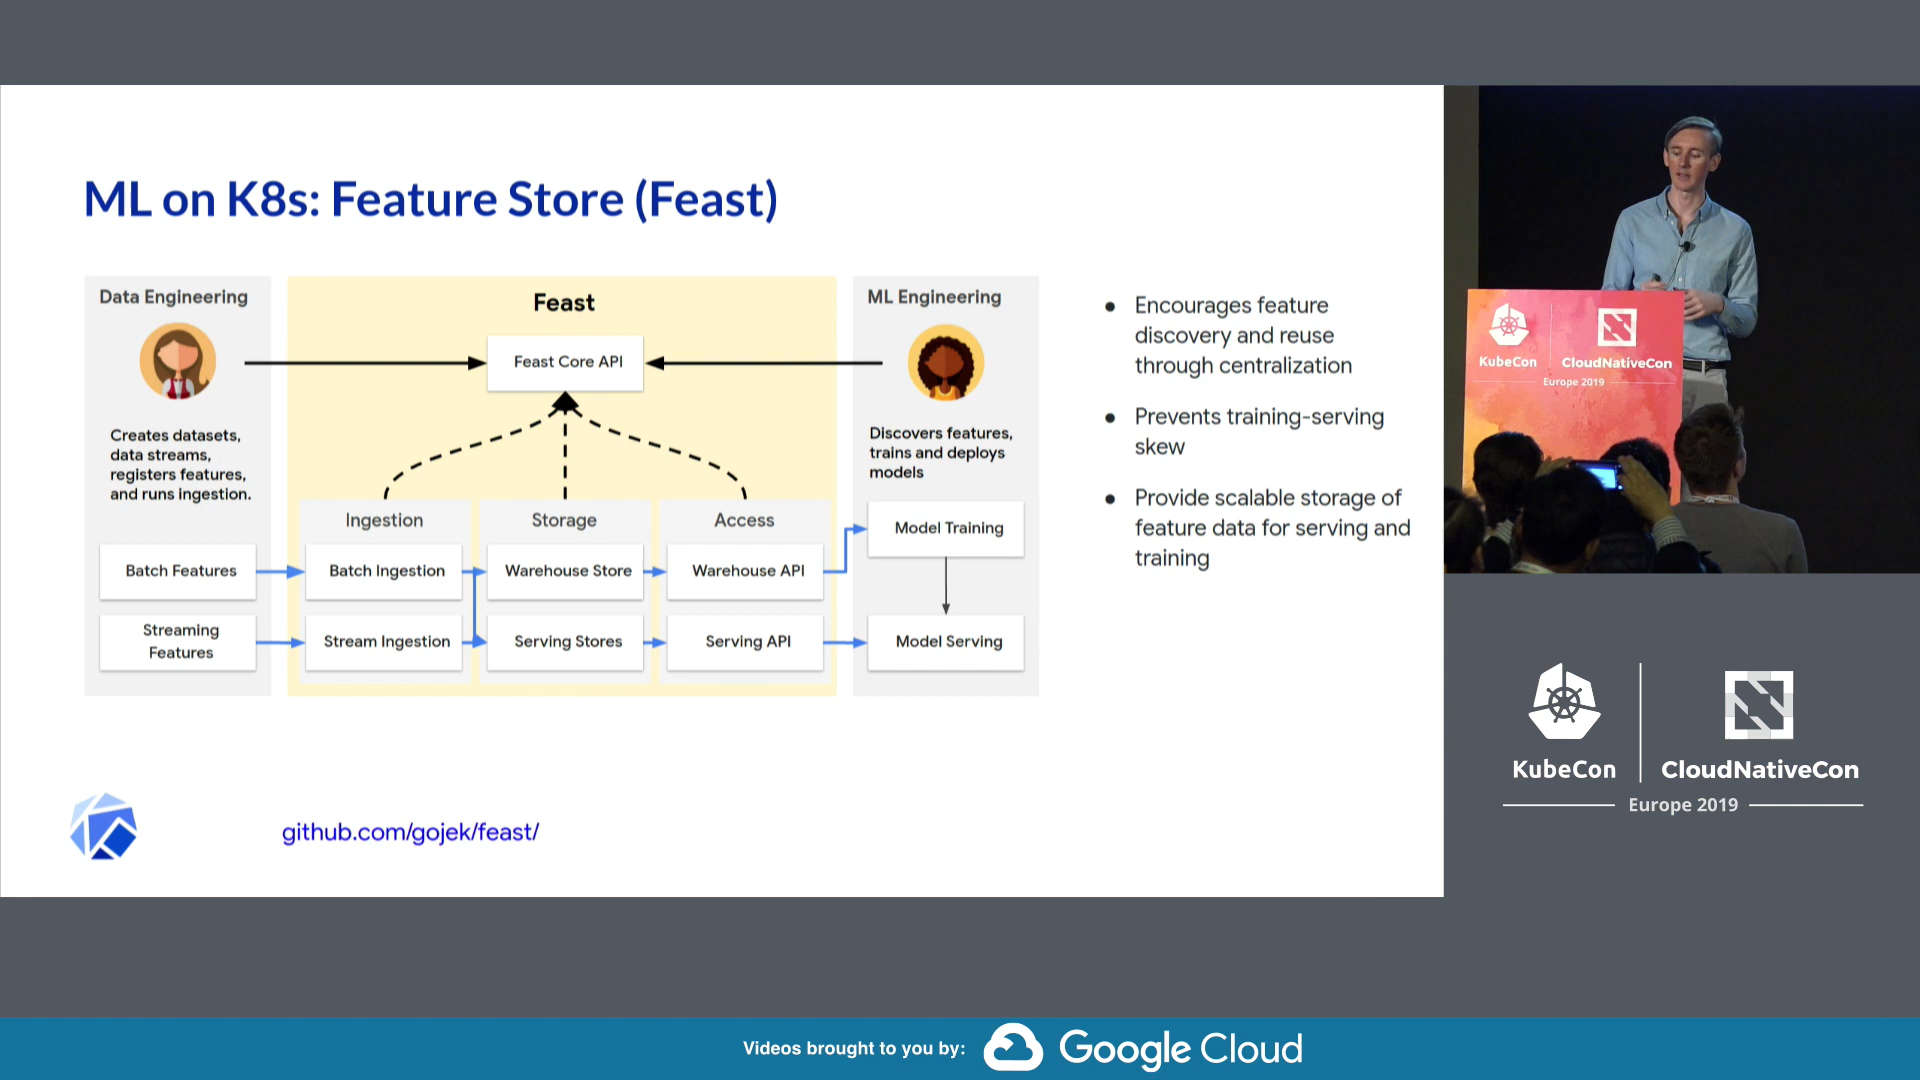 ML on K8s: Feature Store (Feast)
Data Engineering
Creates datasets,
data streams,
registers features,
and runs ingestion.
Batch Features
Streaming
Features
Feast
Feast Core API
Ingestion
Batch Ingestion
Stream Ingestion
Storage
Warehouse Store
Serving Stores
Access
Warehouse API
Serving API
ML Engineering
Discovers features,
trains and deploys
models
Model Training
Model Serving
Encourages feature
discovery and reuse
through centralization
Prevents training-serving
skew
Provide scalable storage of
feature data for serving and
training
github.com/gojek/feast/
KubeCon
CloudNativeCon
Europe 2019
KubeCon
CloudNativeCon
Europe 2019
Videos brought to you by:
Google Cloud